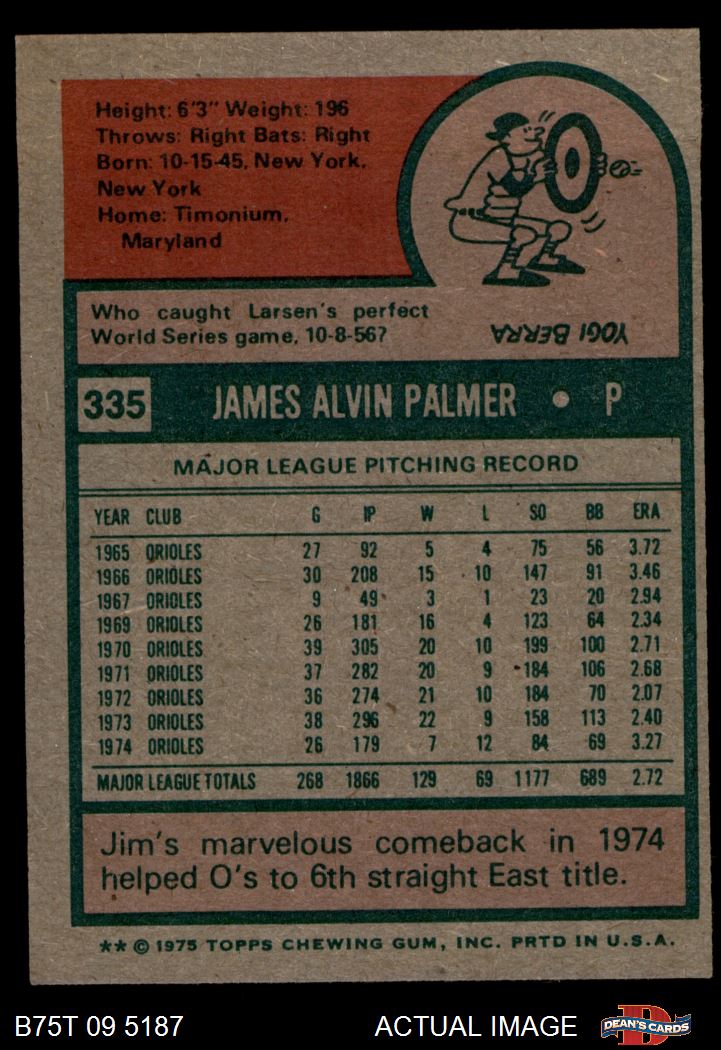 Height: 6'3" Weight: 196
Throws: Right Bats: Right
Born: 10-15-45, New York,
New York
Home: Timonium,
Maryland
Who caught Larsen's perfect
World Series game, 10-8-56?
YOGI BERRA
335 JAMES ALVIN PALMER • P
MAJOR LEAGUE PITCHING RECORD
YEAR CLUB G IP W L SO BB ERA
1965 ORIOLES 27 92 5 4 75 56 3.72
1966 ORIOLES 30 208 15 10 147 91 3.46
1967 ORIOLES 9 49 3 1 23 20 2.94
1969 ORIOLES 26 181 16 4 123 64 2.34
1970 ORIOLES 39 305 20 10 199 100 2.71
1971 ORIOLES 37 282 20 9 184 106 2.68
1972 ORIOLES 36 274 21 10 184 70 2.07
1973 ORIOLES 38 296 22 9 158 113 2.40
1974 ORIOLES 26 179 7 12 84 69 3.27
MAJOR LEAGUE TOTALS 268 1866 129 69 1177 689 2.72
Jim's marvelous comeback in 1974
helped O's to 6th straight East title.
** © 1975 TOPPS CHEWING GUM, INC. PRTD IN U.S.A.
B75T 09 5187 ACTUAL IMAGE D DEAN'S CARDS